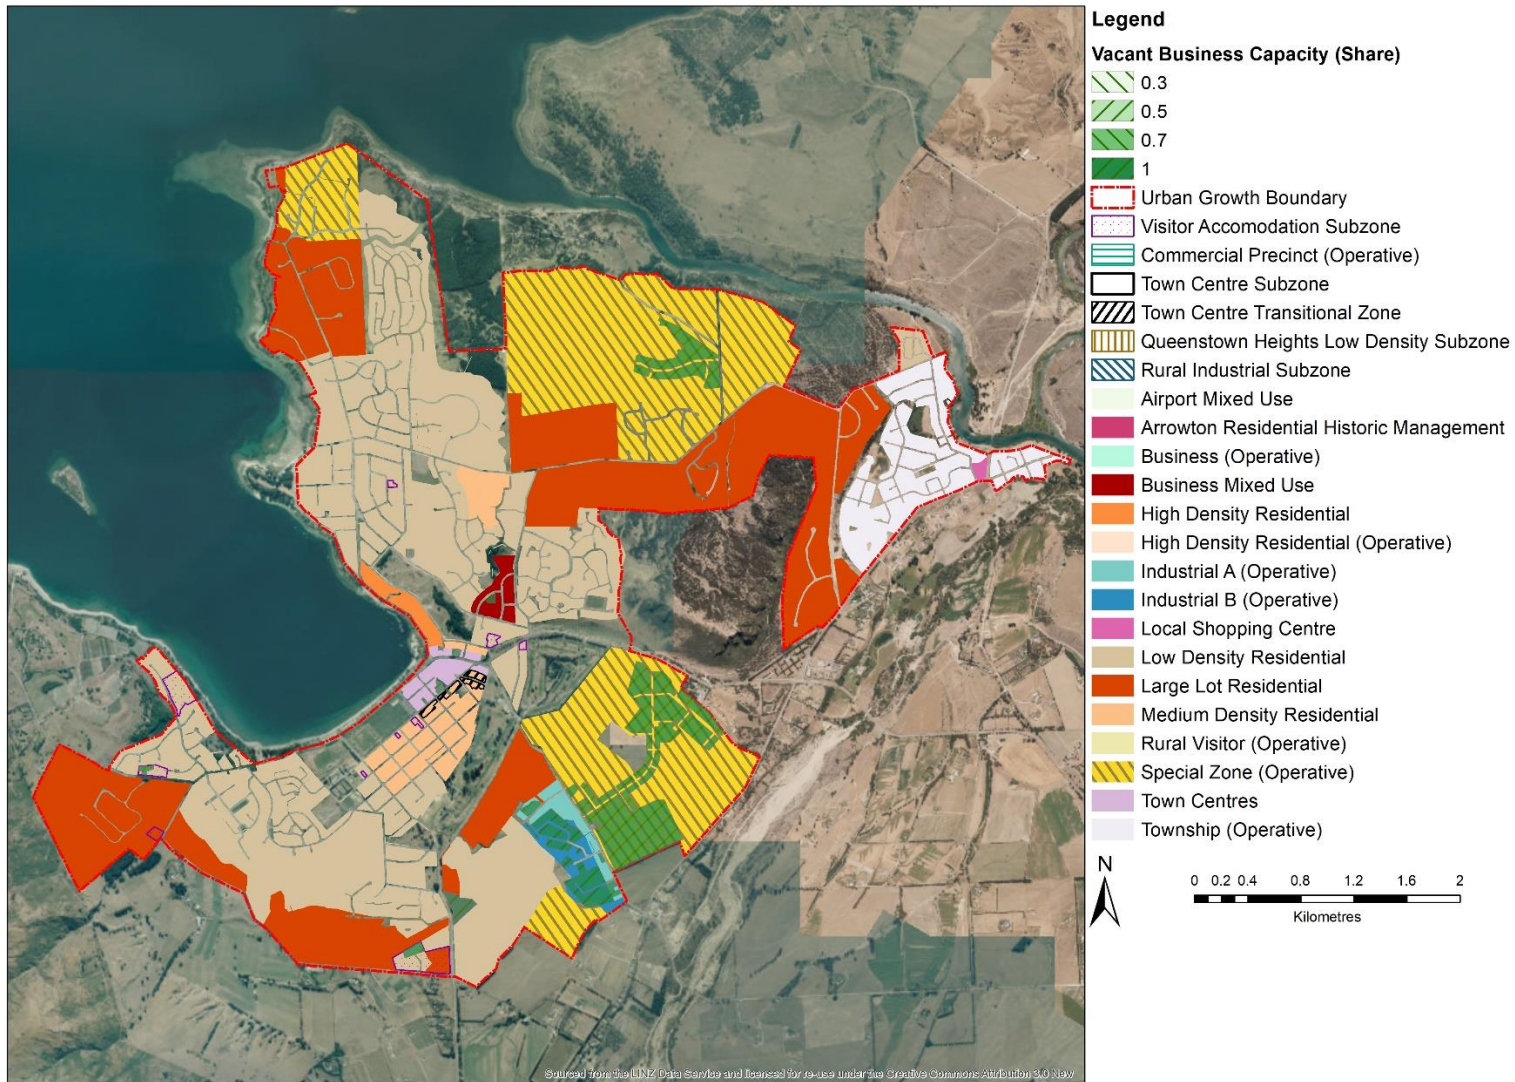 Legend
Vacant Business Capacity (Share)
0.3
0.5
0.7
1
Urban Growth Boundary
Visitor Accomodation Subzone
Commercial Precinct (Operative)
Town Centre Subzone
Town Centre Transitional Zone
Queenstown Heights Low Density Subzone
Rural Industrial Subzone
Airport Mixed Use
Arrowton Residential Historic Management
Business (Operative)
Business Mixed Use
High Density Residential
High Density Residential (Operative)
Industrial A (Operative)
Industrial B (Operative)
Local Shopping Centre
Low Density Residential
Large Lot Residential
Medium Density Residential
Rural Visitor (Operative)
Special Zone (Operative)
Town Centres
Township (Operative)
N
0 0.2 0.4 0.8 1.2 1.6 2
Kilometres
Sourced from the LINZ Data Service and licensed for re-use under the Creative Commons Attribution 3.0 New